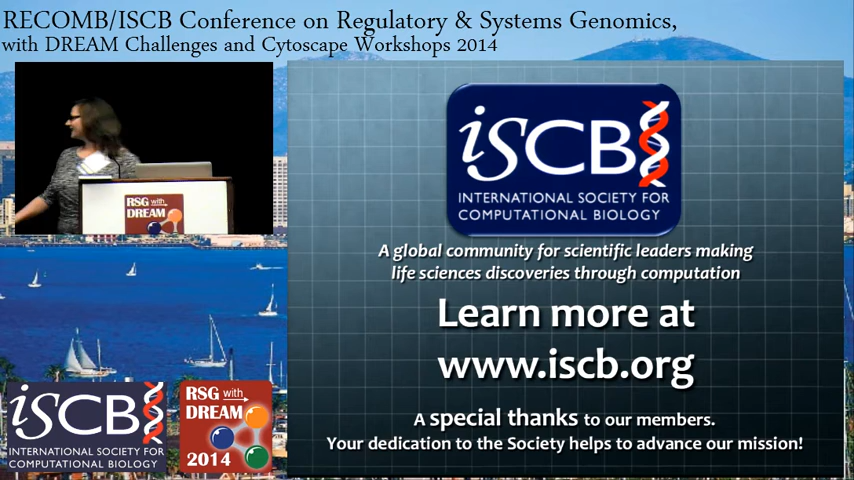 RECOMB/ISCB Conference on Regulatory & Systems Genomics,
with DREAM Challenges and Cytoscape Workshops 2014
RSG with
DREAM
iSCB
INTERNATIONAL SOCIETY FOR
COMPUTATIONAL BIOLOGY
A global community for scientific leaders making
life sciences discoveries through computation
Learn more at
www.iscb.org
A special thanks to our members.
Your dedication to the Society helps to advance our mission!
iSCB
INTERNATIONAL SOCIETY FOR
COMPUTATIONAL BIOLOGY
RSG with
DREAM
2014